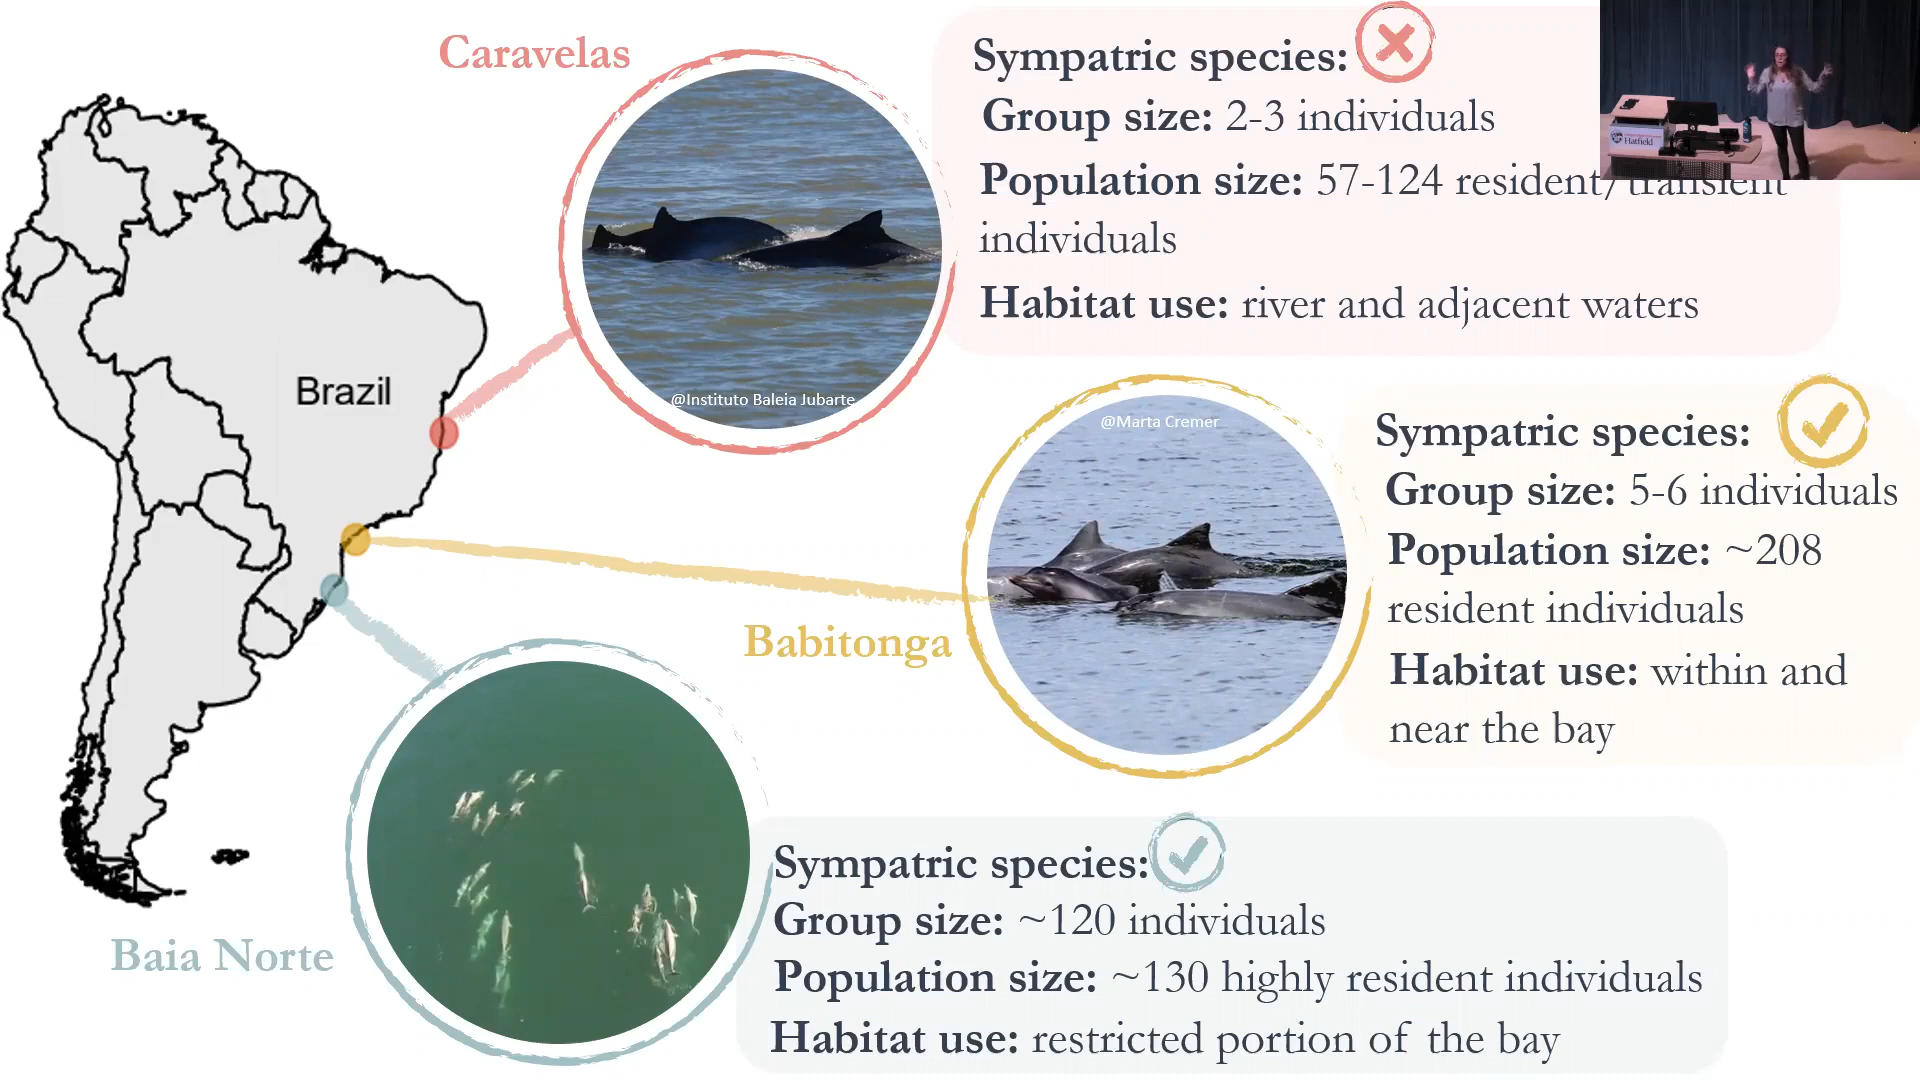 Caravelas
Sympatric species:
Group size: 2-3 individuals
Population size: 57-124 resident/transient
individuals
Habitat use: river and adjacent waters
@Instituto Baleia Jubarte
Brazil
@Marta Cremer
Sympatric species:
Group size: 5-6 individuals
Population size: ~208
resident individuals
Habitat use: within and
near the bay
Babitonga
Baia Norte
Sympatric species:
Group size: ~120 individuals
Population size: ~130 highly resident individuals
Habitat use: restricted portion of the bay
Hatfield